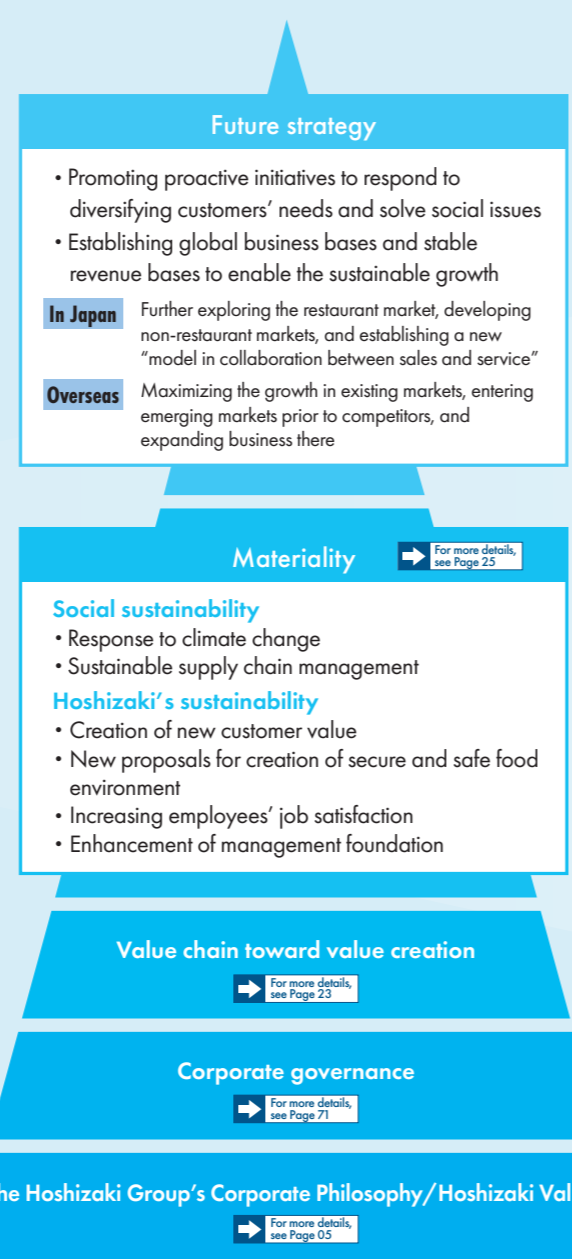 Future strategy
• Promoting proactive initiatives to respond to
diversifying customers’ needs and solve social issues
• Establishing global business bases and stable
revenue bases to enable the sustainable growth
In Japan
Further exploring the restaurant market, developing
non-restaurant markets, and establishing a new
“model in collaboration between sales and service”
Overseas
Maximizing the growth in existing markets, entering
emerging markets prior to competitors, and
expanding business there
Materiality
For more details,
see Page 25
Social sustainability
• Response to climate change
• Sustainable supply chain management
Hoshizaki’s sustainability
• Creation of new customer value
• New proposals for creation of secure and safe food
environment
• Increasing employees’ job satisfaction
• Enhancement of management foundation
Value chain toward value creation
For more details,
see Page 23
Corporate governance
For more details,
see Page 71
he Hoshizaki Group’s Corporate Philosophy/Hoshizaki Val
For more details,
see Page 05